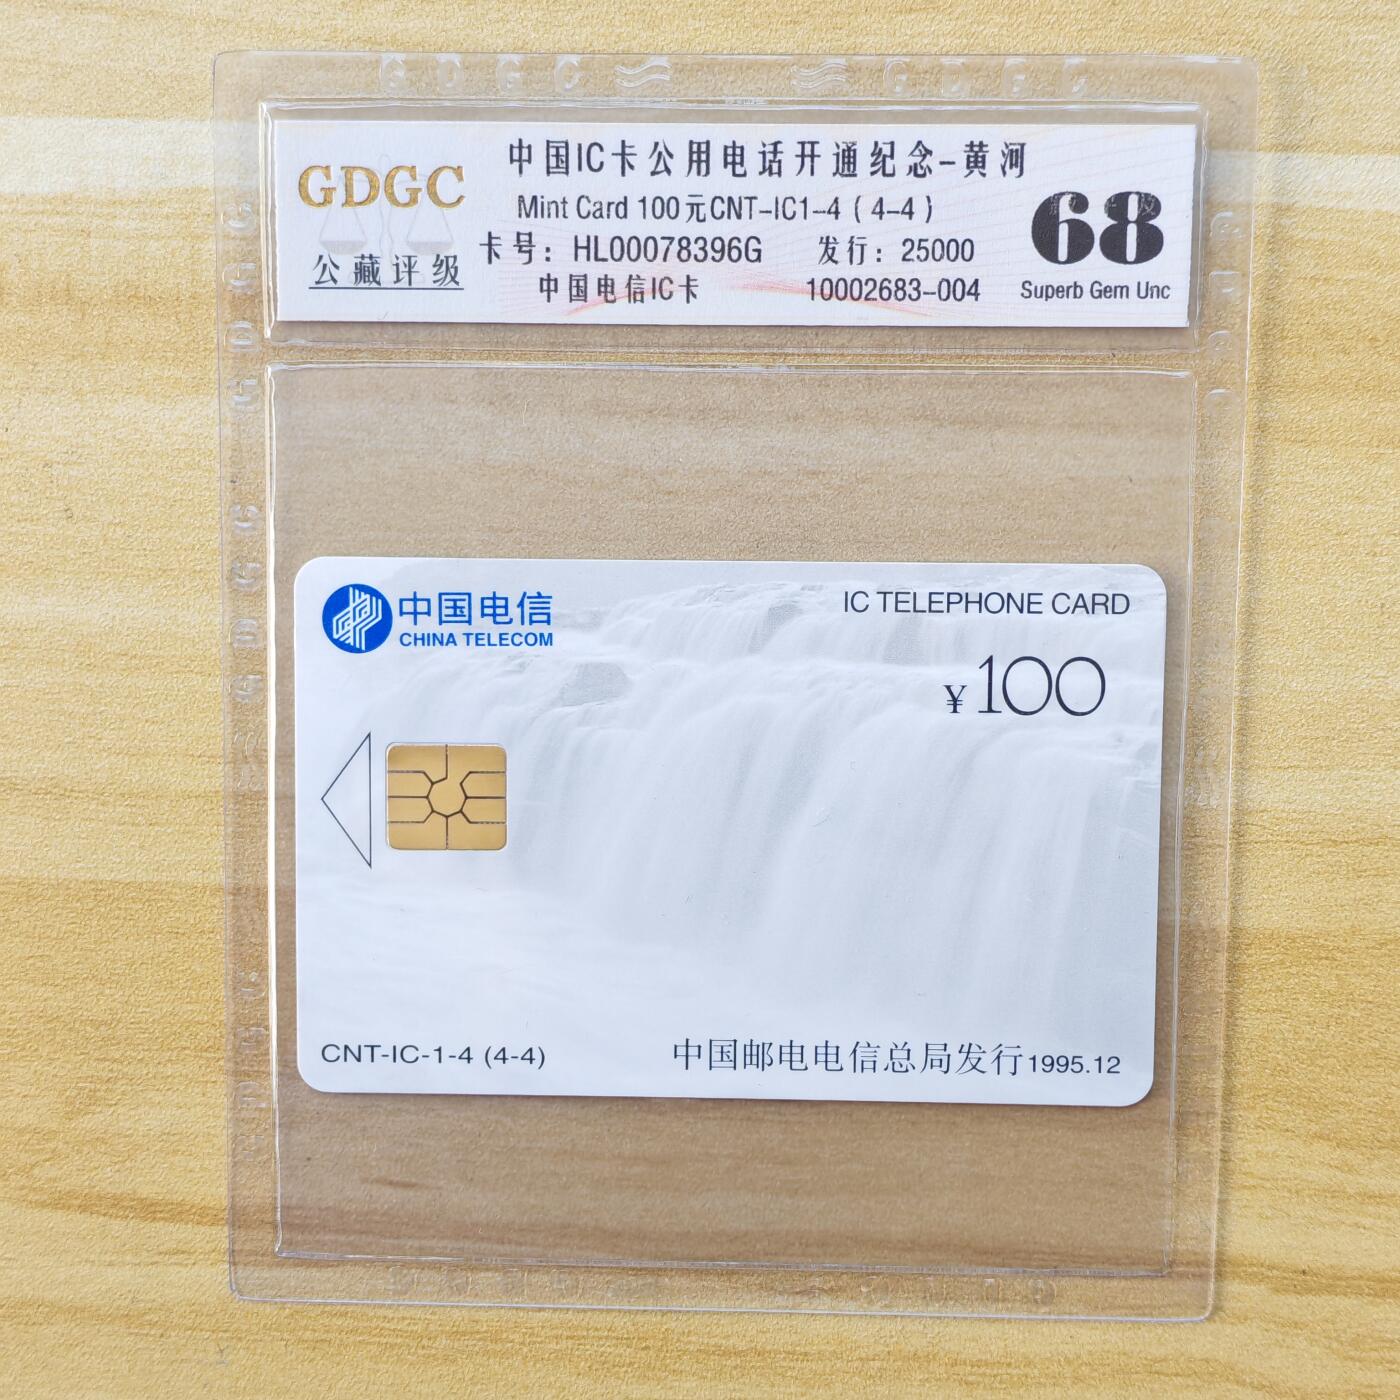 GDGC
公藏评级
中国IC卡公用电话开通纪念-黄河
Mint Card 100元CNT-IC1-4 ( 4-4 )
卡号: HL00078396G 发行: 25000
中国电信IC卡 10002683-004
68
Superb Gem Unc
中国电信
CHINA TELECOM
IC TELEPHONE CARD
¥100
CNT-IC-1-4 (4-4)
中国邮电电信总局发行1995.12